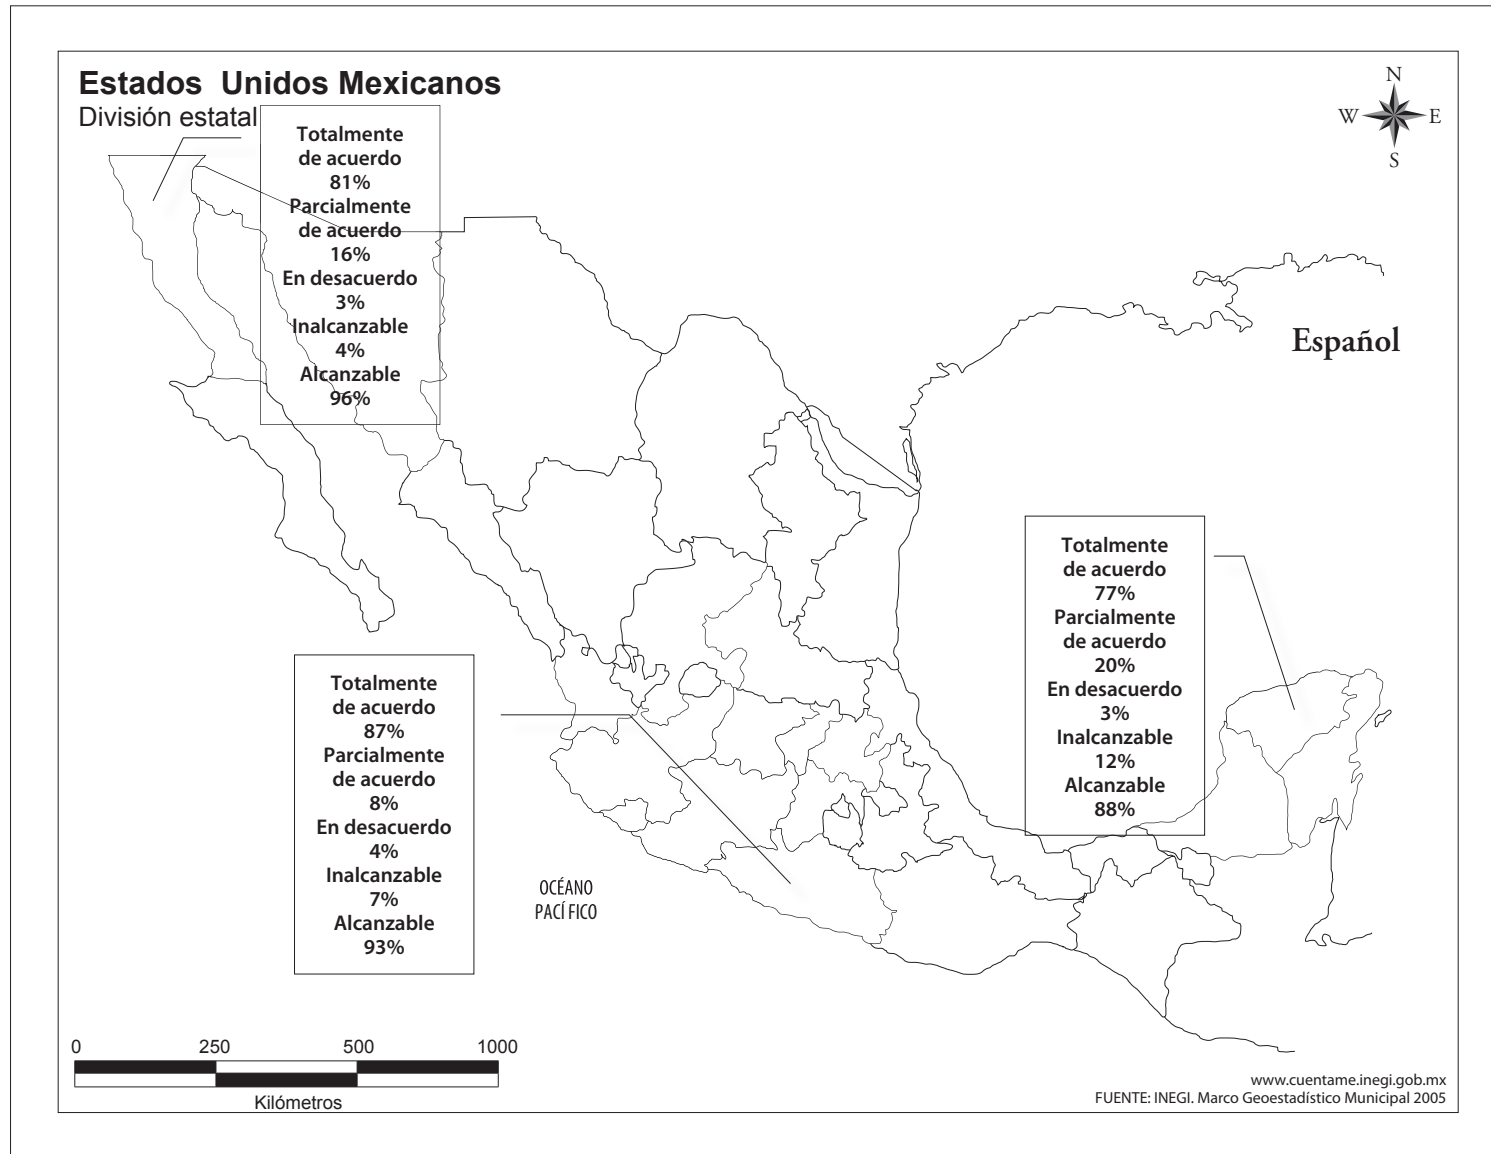 Estados Unidos Mexicanos
División estatal
N
W
E
S
Totalmente
de acuerdo
81%
Parcialmente
de acuerdo
16%
En desacuerdo
3%
Inalcanzable
4%
Alcanzable
96%
Español
Totalmente
de acuerdo
77%
Parcialmente
de acuerdo
20%
En desacuerdo
3%
Inalcanzable
12%
Alcanzable
88%
Totalmente
de acuerdo
87%
Parcialmente
de acuerdo
8%
En desacuerdo
4%
Inalcanzable
7%
Alcanzable
93%
OCÉANO
PACÍ FICO
0 250 500 1000
Kilómetros
www.cuentame.inegi.gob.mx
FUENTE: INEGI. Marco Geoestadístico Municipal 2005